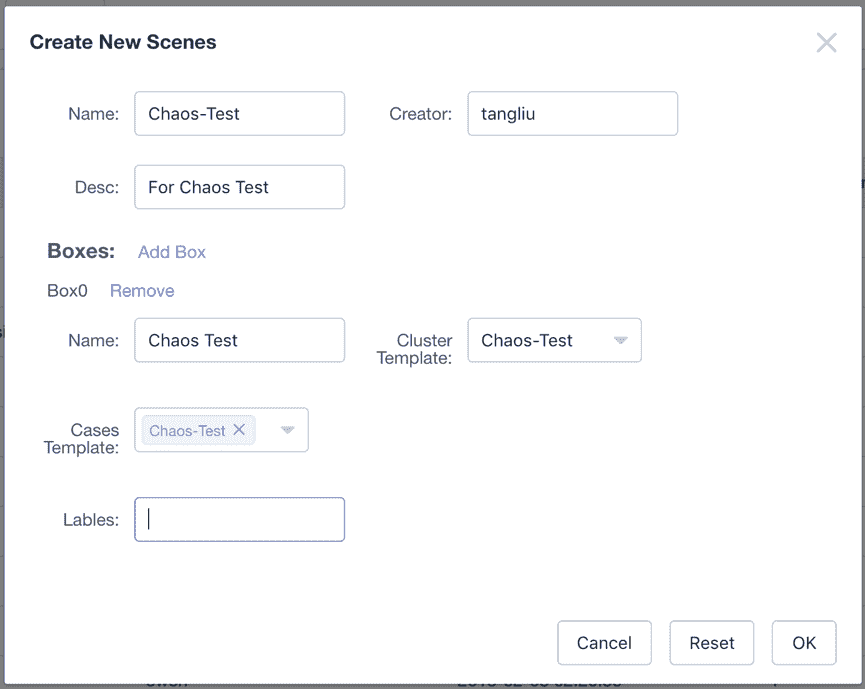 Create New Scenes
Name: Chaos-Test Creator: tangliu
Desc: For Chaos Test
Boxes: Add Box
Box0 Remove
Name: Chaos Test Cluster Template: Chaos-Test
Cases Template: Chaos-Test
Lables:
Cancel Reset OK